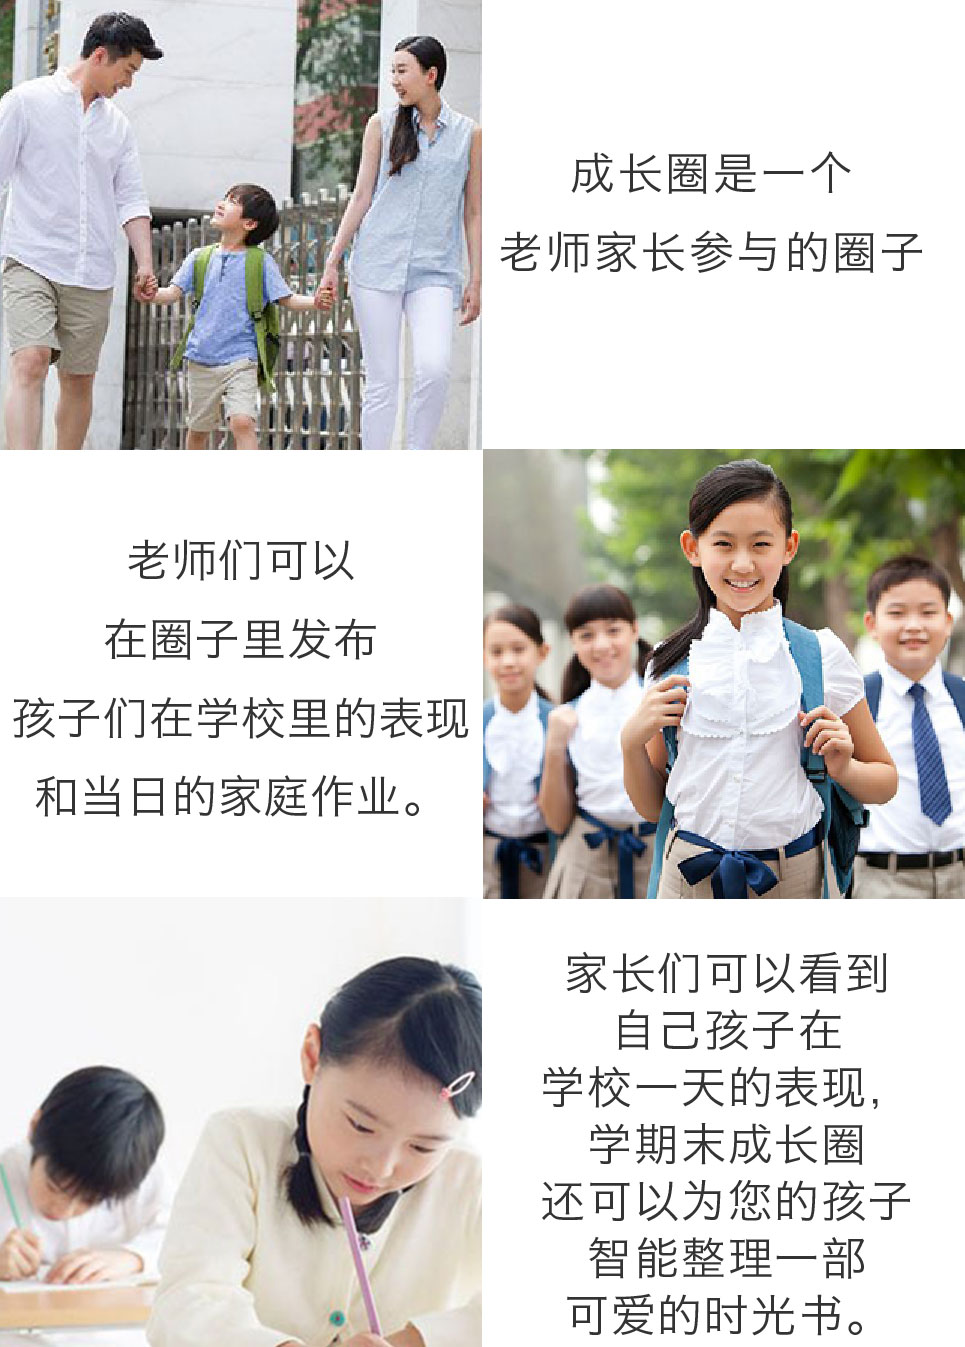 成长圈是一个
老师家长参与的圈子
老师们可以
在圈子里发布
孩子们在学校里的表现
和当日的家庭作业。
家长们可以看到
自己孩子在
学校一天的表现,
学期末成长圈
还可以为您的孩子
智能整理一部
可爱的时光书。